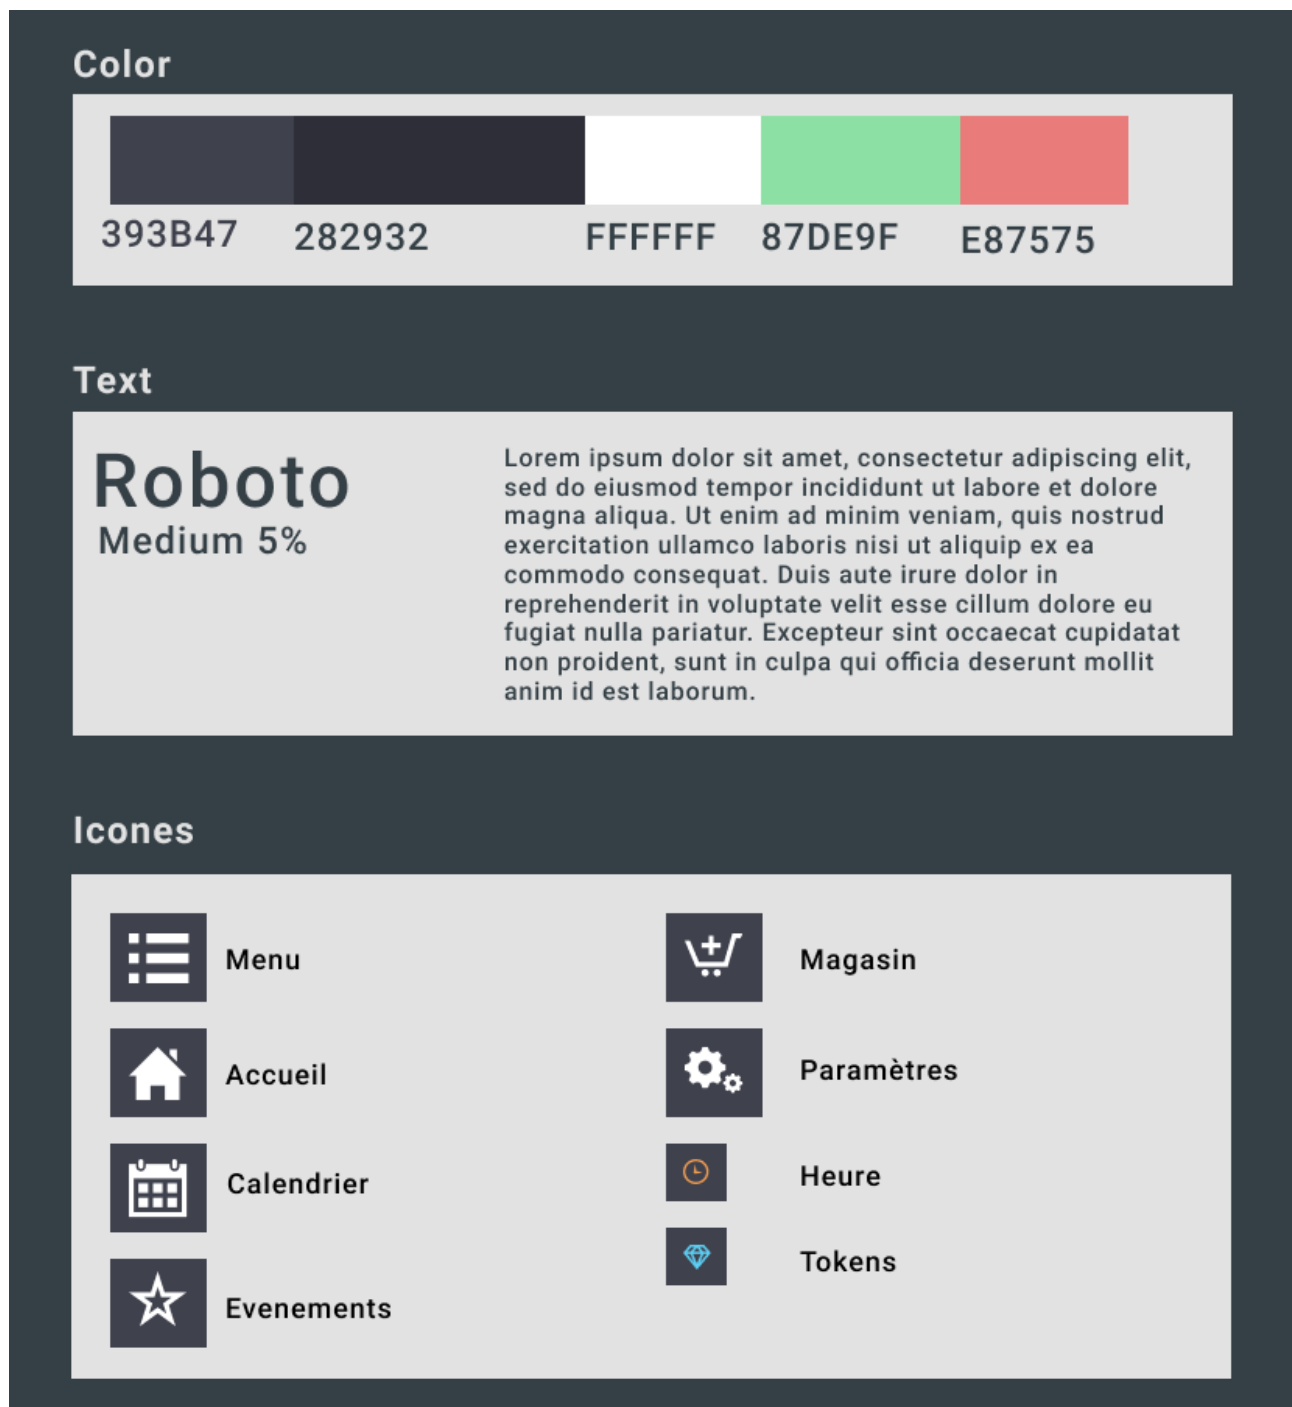 Color
393B47
282932
FFFFFF
87DE9F
E87575
Text
Roboto
Medium 5%
Lorem ipsum dolor sit amet, consectetur adipiscing elit,
sed do eiusmod tempor incididunt ut labore et dolore
magna aliqua. Ut enim ad minim veniam, quis nostrud
exercitation ullamco laboris nisi ut aliquip ex ea
commodo consequat. Duis aute irure dolor in
reprehenderit in voluptate velit esse cillum dolore eu
fugiat nulla pariatur. Excepteur sint occaecat cupidatat
non proident, sunt in culpa qui officia deserunt mollit
anim id est laborum.
Icones
Menu
Accueil
Calendrier
Evenements
Magasin
Paramètres
Heure
Tokens